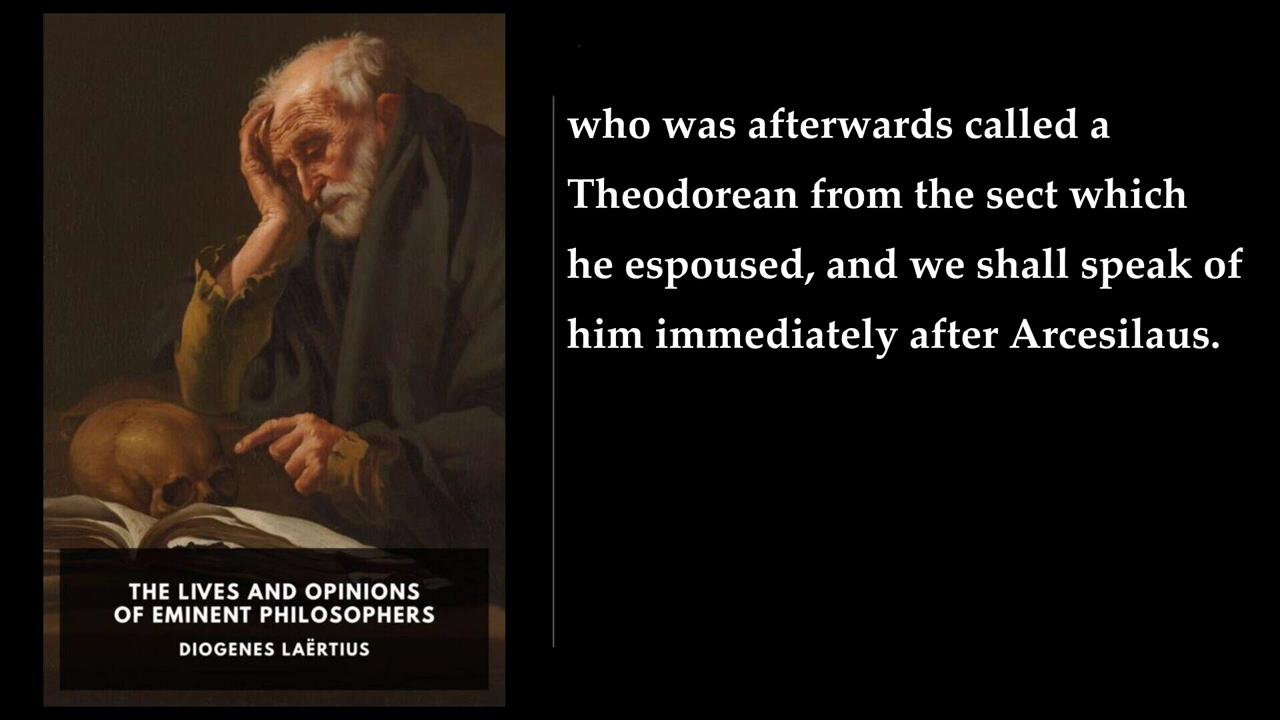 who was afterwards called a
Theodorean from the sect which
he espoused, and we shall speak of
him immediately after Arcesilaus.
THE LIVES AND OPINIONS
OF EMINENT PHILOSOPHERS
DIOGENES LAËRTIUS